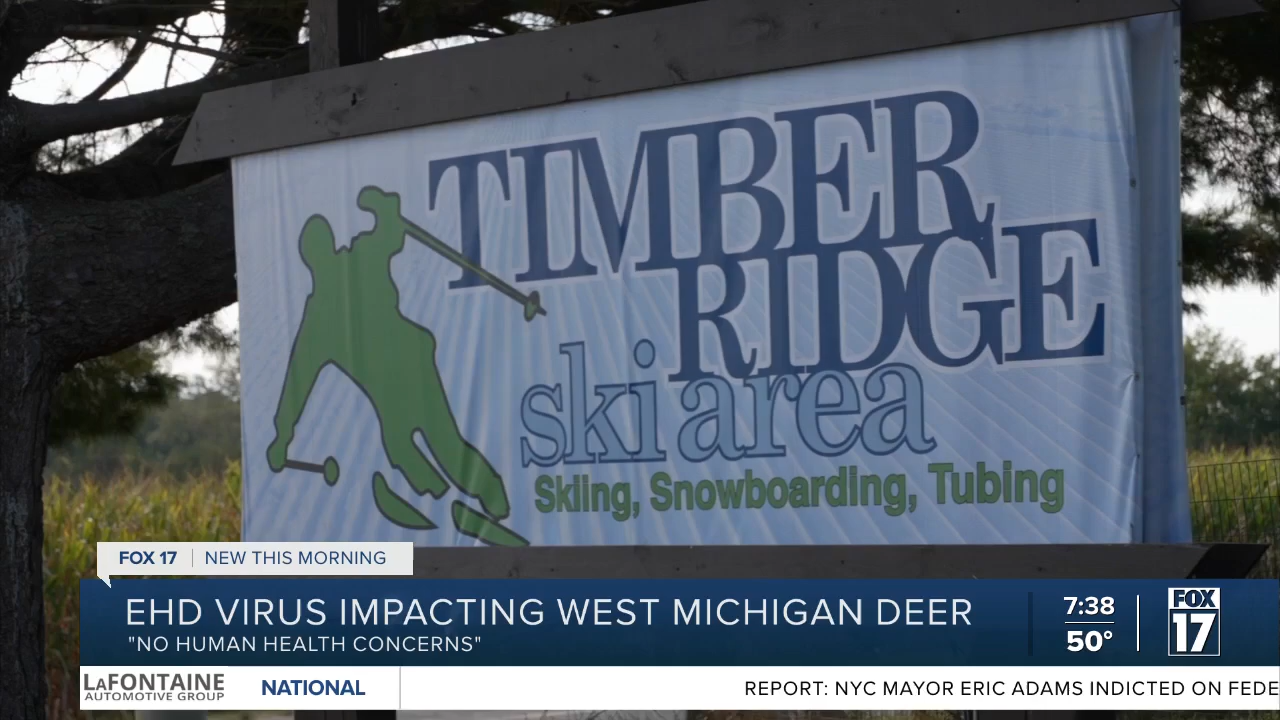 TIMBER
RIDGE
ski area
Skiing, Snowboarding, Tubing
FOX 17 | NEW THIS MORNING
EHD VIRUS IMPACTING WEST MICHIGAN DEER
"NO HUMAN HEALTH CONCERNS"
7:38
50°
FOX
17
LAFONTAINE
AUTOMOTIVE GROUP
NATIONAL
REPORT: NYC MAYOR ERIC ADAMS INDICTED ON FEDE